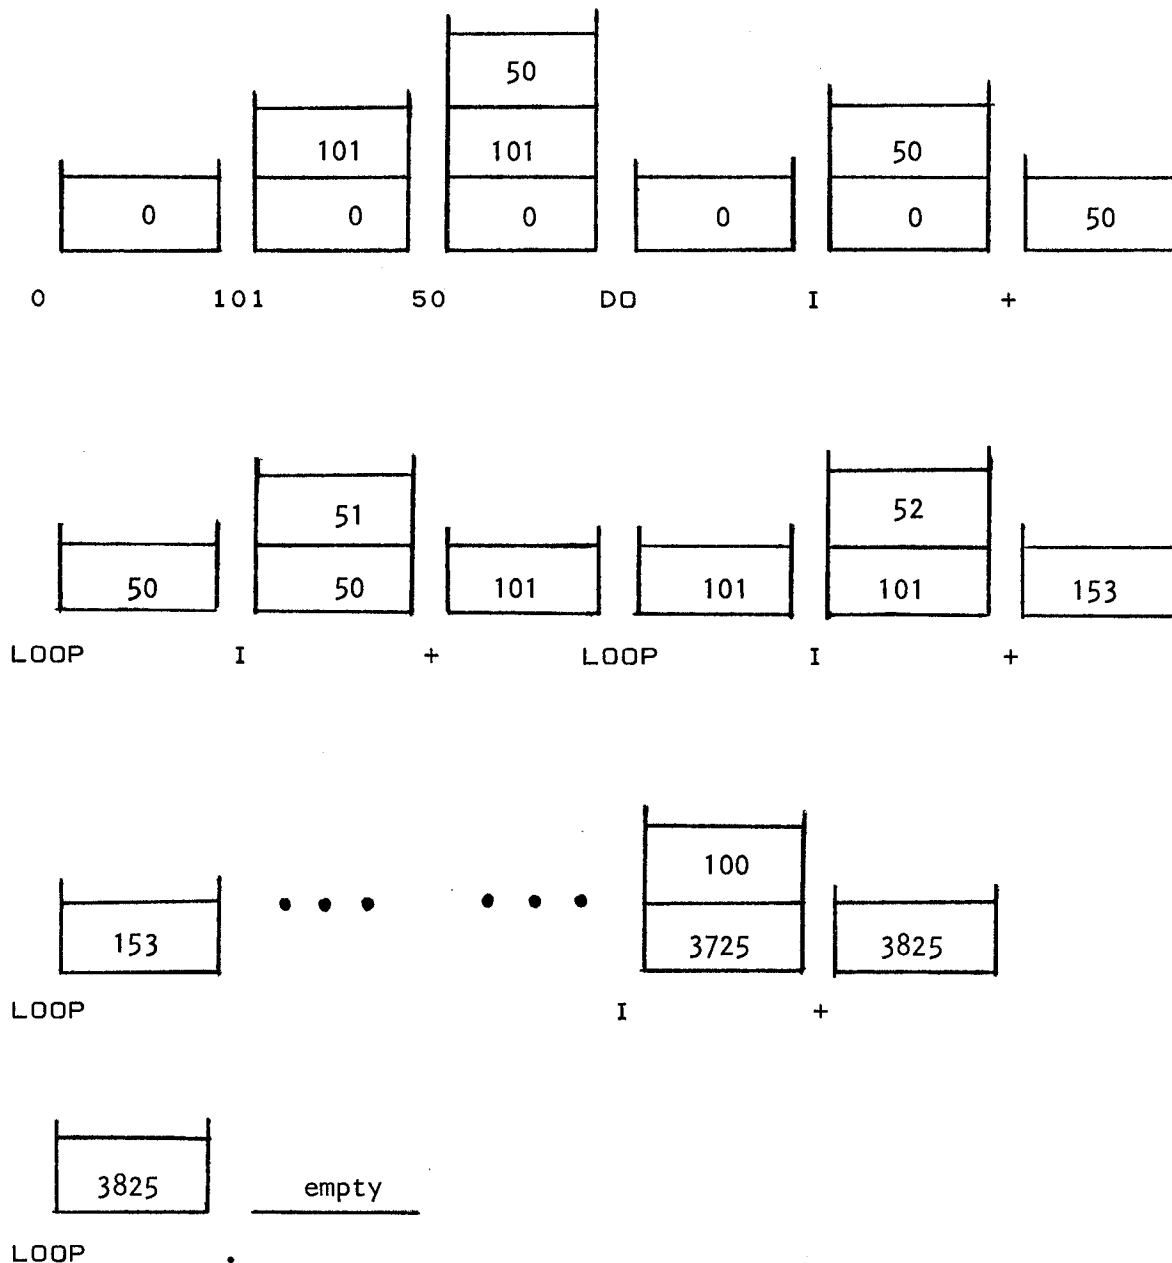 50
101 101 50
0 0 0 0 0 50
0 101 50 DO I +
51 52
50 50 101 101 101 153
LOOP I + LOOP I +
100
153 3725 3825
LOOP I +
3825 empty
LOOP .